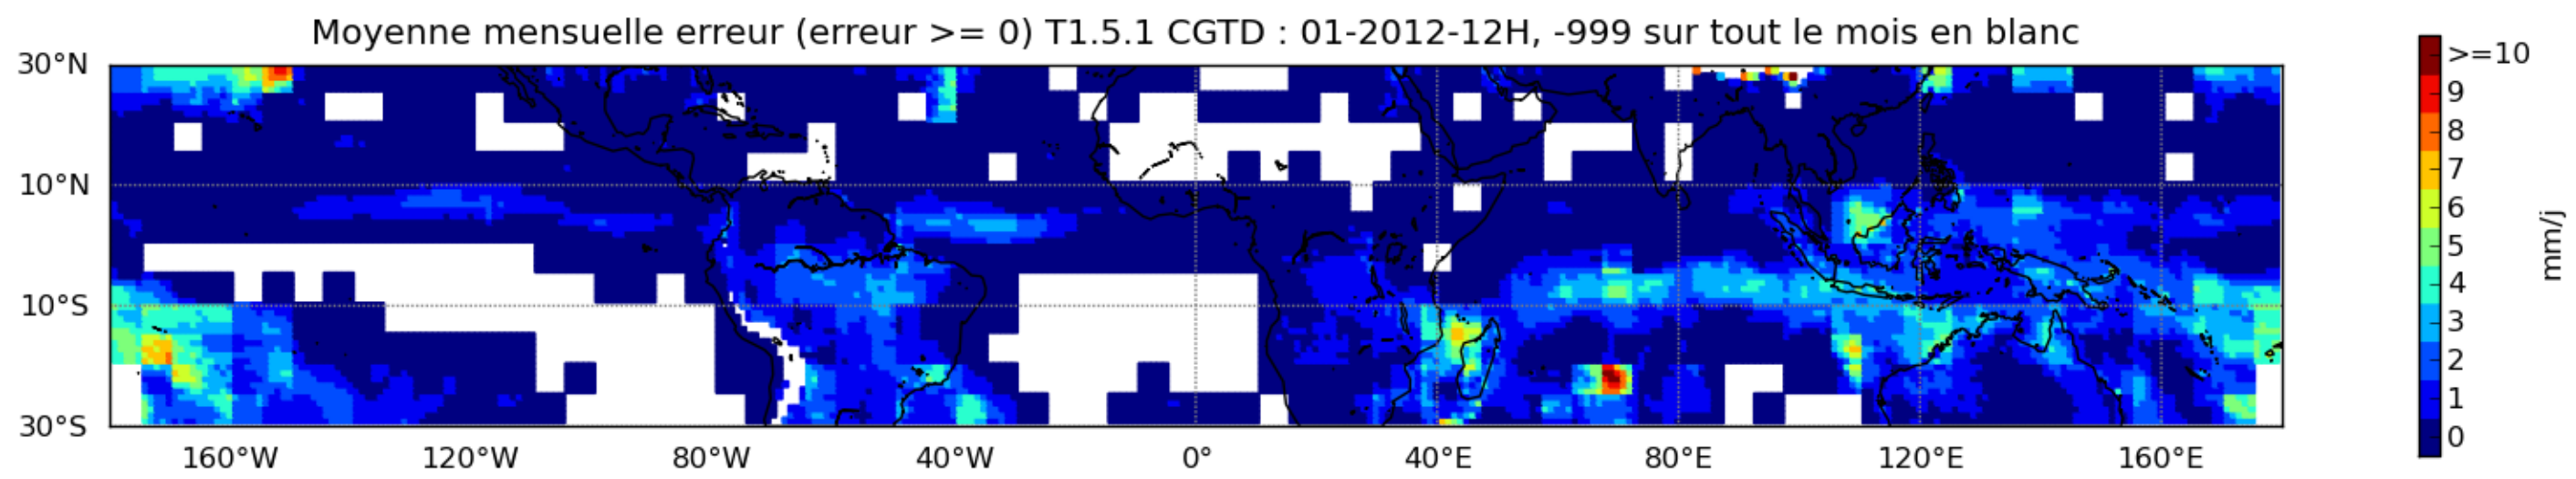 Moyenne mensuelle erreur (erreur >= 0) T1.5.1 CGTD : 01-2012-12H, -999 sur tout le mois en blanc
30°N
10°N
10°S
30°S
160°W 120°W 80°W 40°W 0° 40°E 80°E 120°E 160°E
>=10
9
8
7
6
5
4
3
2
1
0
mm/j